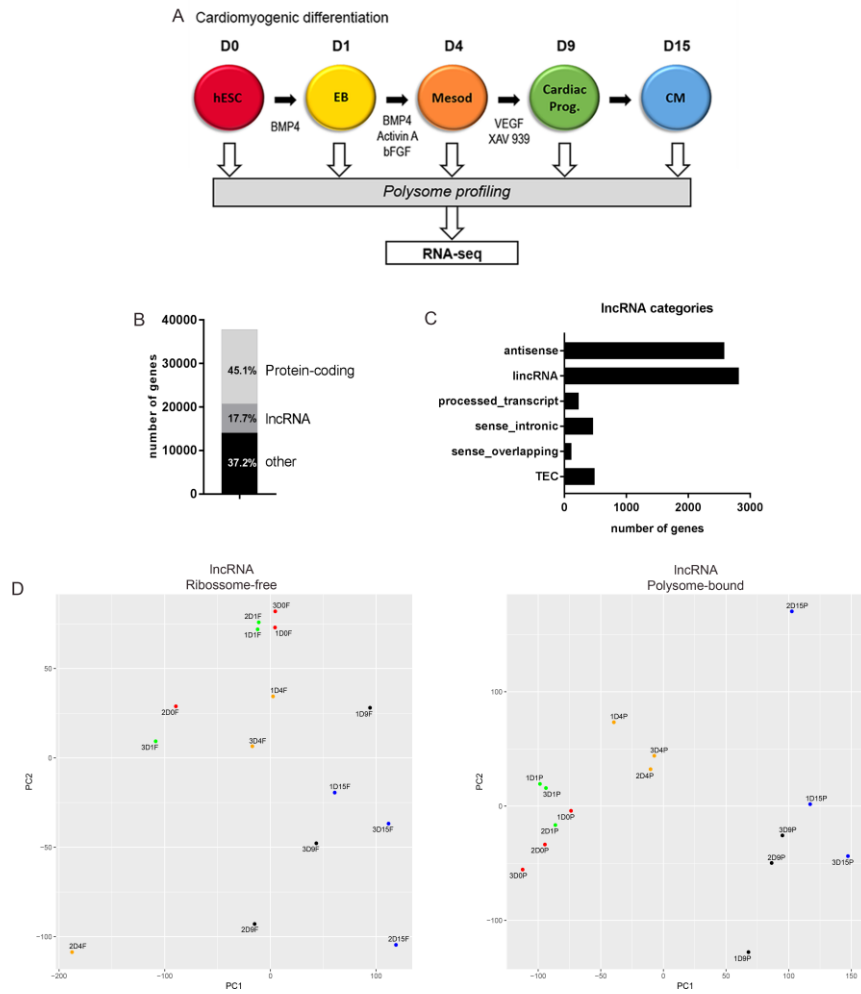 A Cardiomyogenic differentiation
D0 D1 D4 D9 D15
hESC EB Mesod Cardiac Prog. CM
BMP4
BMP4
Activin A
bFGF
VEGF
XAV 939
Polysome profiling
RNA-seq
B
number of genes
40000
30000
20000
10000
0
45.1% Protein-coding
17.7% lncRNA
37.2% other
C
lncRNA categories
antisense
lincRNA
processed_transcript
sense_intronic
sense_overlapping
TEC
0 1000 2000 3000
number of genes
D
lncRNA
Ribossome-free
3D0F
2D1F
1D1F 1D0F
1D4F
2D0F 1D9F
3D1F 3D4F
1D15F
3D15F
3D9F
2D9F
2D15F
2D4F
PC2
50
0
−50
−100
−200 −100 0 100
PC1
lncRNA
Polysome-bound
2D15P
1D4P
3D4P
2D4P
1D1P
3D1P
1D0P 1D15P
2D1P
3D9P
2D0P
2D9P 3D15P
3D0P
1D9P
PC2
100
0
−100
−100 −50 0 50 100 150
PC1